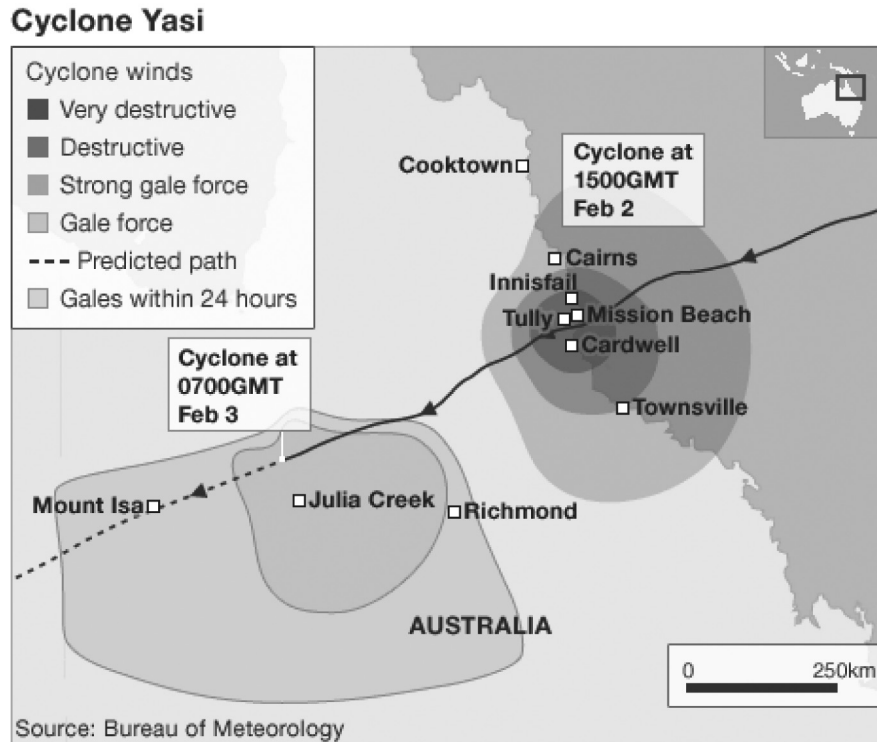 Cyclone Yasi
Cyclone winds
Very destructive
Destructive
Strong gale force
Gale force
Predicted path
Gales within 24 hours
Cooktown
Cyclone at
1500GMT
Feb 2
Cairns
Innisfail
Mission Beach
Tully
Cardwell
Townsville
Cyclone at
0700GMT
Feb 3
Mount Isa
Julia Creek
Richmond
AUSTRALIA
0 250km
Source: Bureau of Meteorology